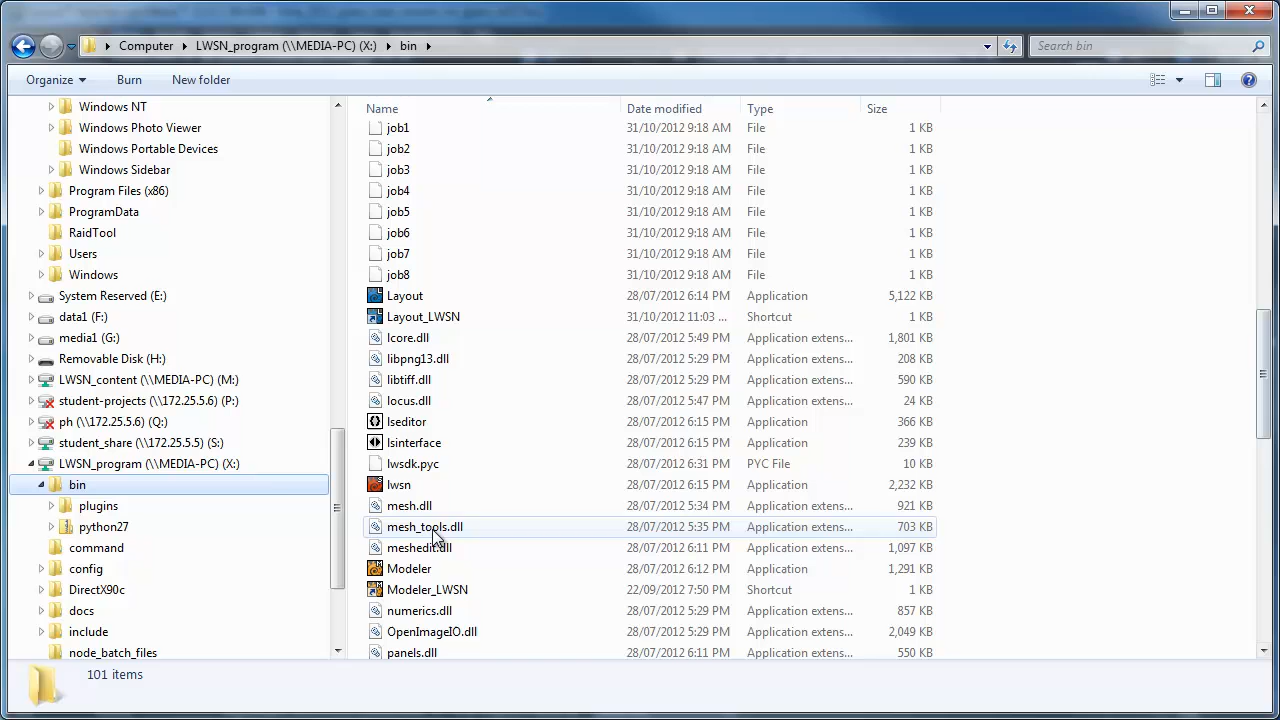 Computer LWSN_program (\\MEDIA-PC) (X:) bin Search bin
Organize Burn New folder
Windows NT
Windows Photo Viewer
Windows Portable Devices
Windows Sidebar
Program Files (x86)
ProgramData
RaidTool
Users
Windows
System Reserved (E:)
data1 (F:)
media1 (G:)
Removable Disk (H:)
LWSN_content (\\MEDIA-PC) (M:)
student-projects (\\172.25.5.6) (P:)
ph (\\172.25.5.6) (Q:)
student_share (\\172.25.5.5) (S:)
LWSN_program (\\MEDIA-PC) (X:)
bin
plugins
python27
command
config
DirectX90c
docs
include
node_batch_files
Name Date modified Type Size
job1 31/10/2012 9:18 AM File 1 KB
job2 31/10/2012 9:18 AM File 1 KB
job3 31/10/2012 9:18 AM File 1 KB
job4 31/10/2012 9:18 AM File 1 KB
job5 31/10/2012 9:18 AM File 1 KB
job6 31/10/2012 9:18 AM File 1 KB
job7 31/10/2012 9:18 AM File 1 KB
job8 31/10/2012 9:18 AM File 1 KB
Layout 28/07/2012 6:14 PM Application 5,122 KB
Layout_LWSN 31/10/2012 11:03 ... Shortcut 1 KB
lcore.dll 28/07/2012 5:49 PM Application extens... 1,801 KB
libpng13.dll 28/07/2012 5:29 PM Application extens... 208 KB
libtiff.dll 28/07/2012 5:29 PM Application extens... 590 KB
locus.dll 28/07/2012 5:47 PM Application extens... 24 KB
lseditor 28/07/2012 6:15 PM Application 366 KB
lsinterface 28/07/2012 6:15 PM Application 239 KB
lwsdk.pyc 28/07/2012 6:31 PM PYC File 10 KB
lwsn 28/07/2012 6:15 PM Application 2,232 KB
mesh.dll 28/07/2012 5:34 PM Application extens... 921 KB
mesh_tools.dll 28/07/2012 5:35 PM Application extens... 703 KB
meshedit.dll 28/07/2012 6:11 PM Application extens... 1,097 KB
Modeler 28/07/2012 6:12 PM Application 1,291 KB
Modeler_LWSN 22/09/2012 7:50 PM Shortcut 1 KB
numerics.dll 28/07/2012 5:29 PM Application extens... 857 KB
OpenImageIO.dll 28/07/2012 5:29 PM Application extens... 2,049 KB
panels.dll 28/07/2012 6:11 PM Application extens... 550 KB
101 items